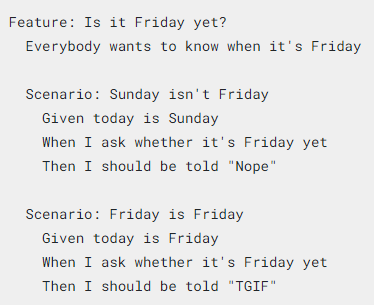 Feature: Is it Friday yet?
Everybody wants to know when it's Friday
Scenario: Sunday isn't Friday
Given today is Sunday
When I ask whether it's Friday yet
Then I should be told "Nope"
Scenario: Friday is Friday
Given today is Friday
When I ask whether it's Friday yet
Then I should be told "TGIF"